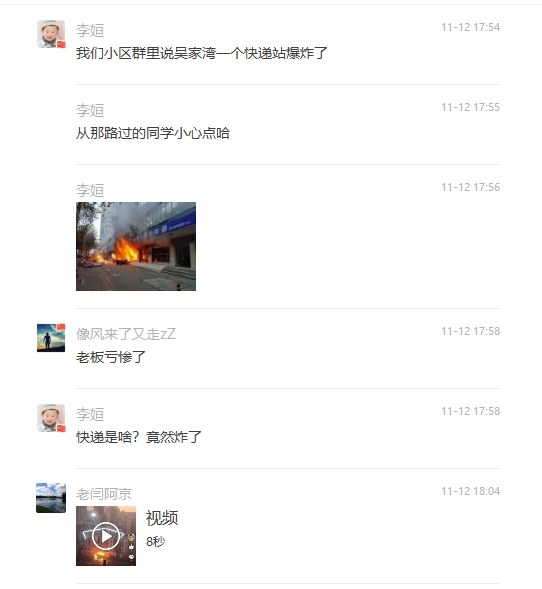 李姮
11-12 17:54
我们小区群里说吴家湾一个快递站爆炸了
李姮
11-12 17:55
从那路过的同学小心点哈
李姮
11-12 17:56
像风来了又走zZ
11-12 17:58
老板亏惨了
李姮
11-12 17:58
快递是啥？竟然炸了
老闫阿京
11-12 18:04
视频
8秒